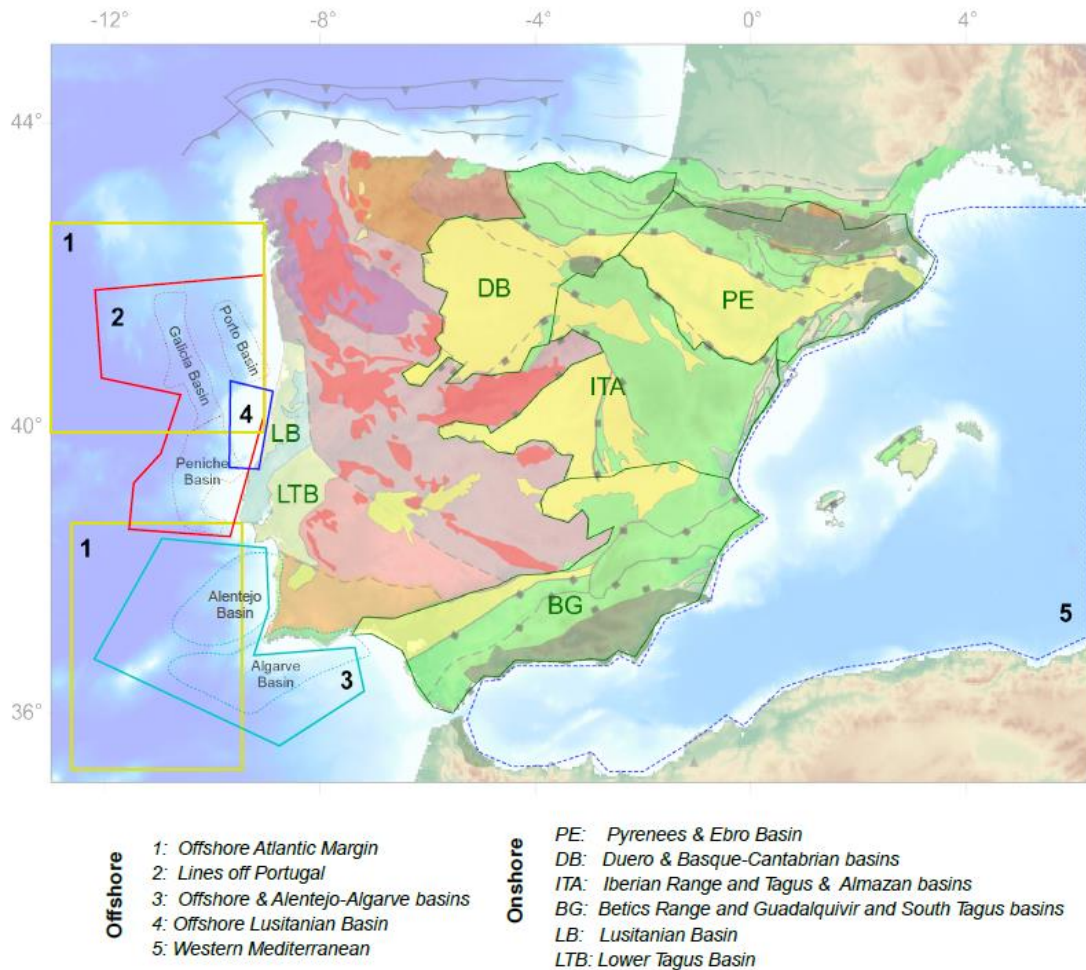 -12° -8° -4° 0° 4°
44°
1
2
Galicia Basin
Porto Basin
DB
PE
ITA
40°
4
LB
Peniche
Basin
LTB
1
Alentejo
Basin
BG
5
Algarve
Basin
3
36°
Offshore
1: Offshore Atlantic Margin
2: Lines off Portugal
3: Offshore & Alentejo-Algarve basins
4: Offshore Lusitanian Basin
5: Western Mediterranean
Onshore
PE: Pyrenees & Ebro Basin
DB: Duero & Basque-Cantabrian basins
ITA: Iberian Range and Tagus & Almazan basins
BG: Betics Range and Guadalquivir and South Tagus basins
LB: Lusitanian Basin
LTB: Lower Tagus Basin